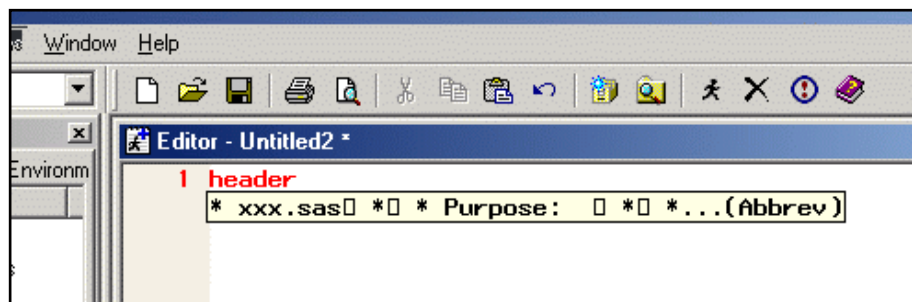 Window Help
Editor - Untitled2 *
Environm
1 header
* xxx.sas▯ *▯ * Purpose: ▯ *▯ *...(Abbrev)